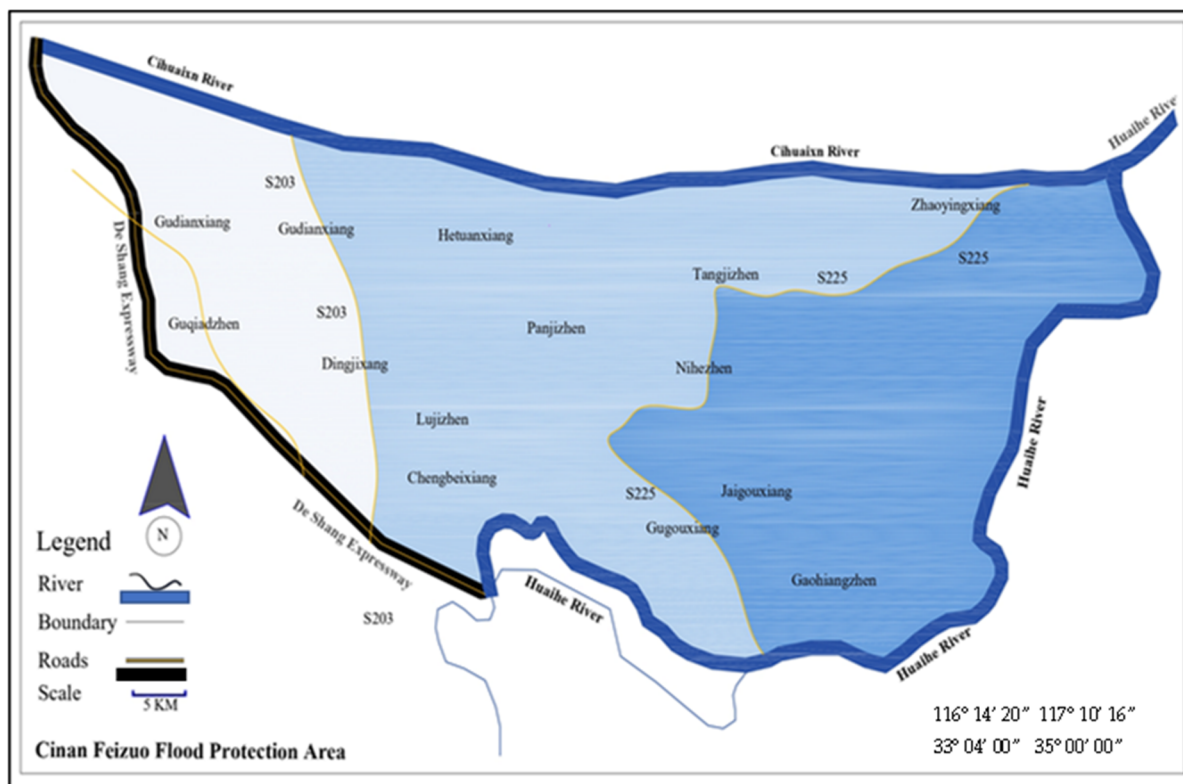 Cihuaixn River
Cihuaixn River
Huaihe Rive
S203
Zhaoyingxiang
Gudianxiang
Gudianxiang
Hetuanxiang
S225
De Shang Expressway
Tangjizhen
S225
S203
Guqiadzhen
Panjizhen
Dingjixang
Nihezhen
Lujizhen
Huaihe River
Chengbeixiang
S225
Jaigouxiang
Gugouxiang
De Shang Expressway
Gaohiangzhen
Huaihe River
S203
Huaihe River
N
Legend
River
Boundary
Roads
Scale
5 KM
116° 14’ 20” 117° 10’ 16”
33° 04’ 00” 35° 00’ 00”
Cinan Feizuo Flood Protection Area